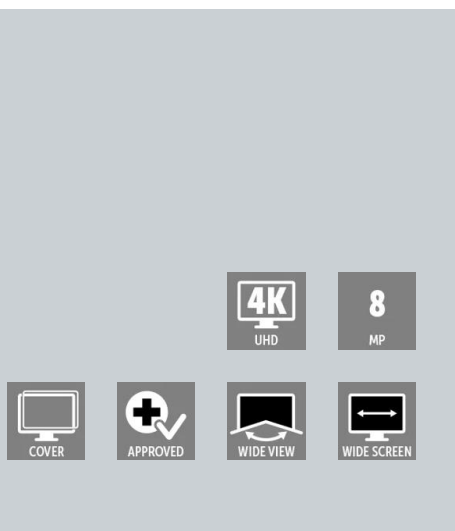 4K
UHD
8
MP
COVER
APPROVED
WIDE VIEW
WIDE SCREEN